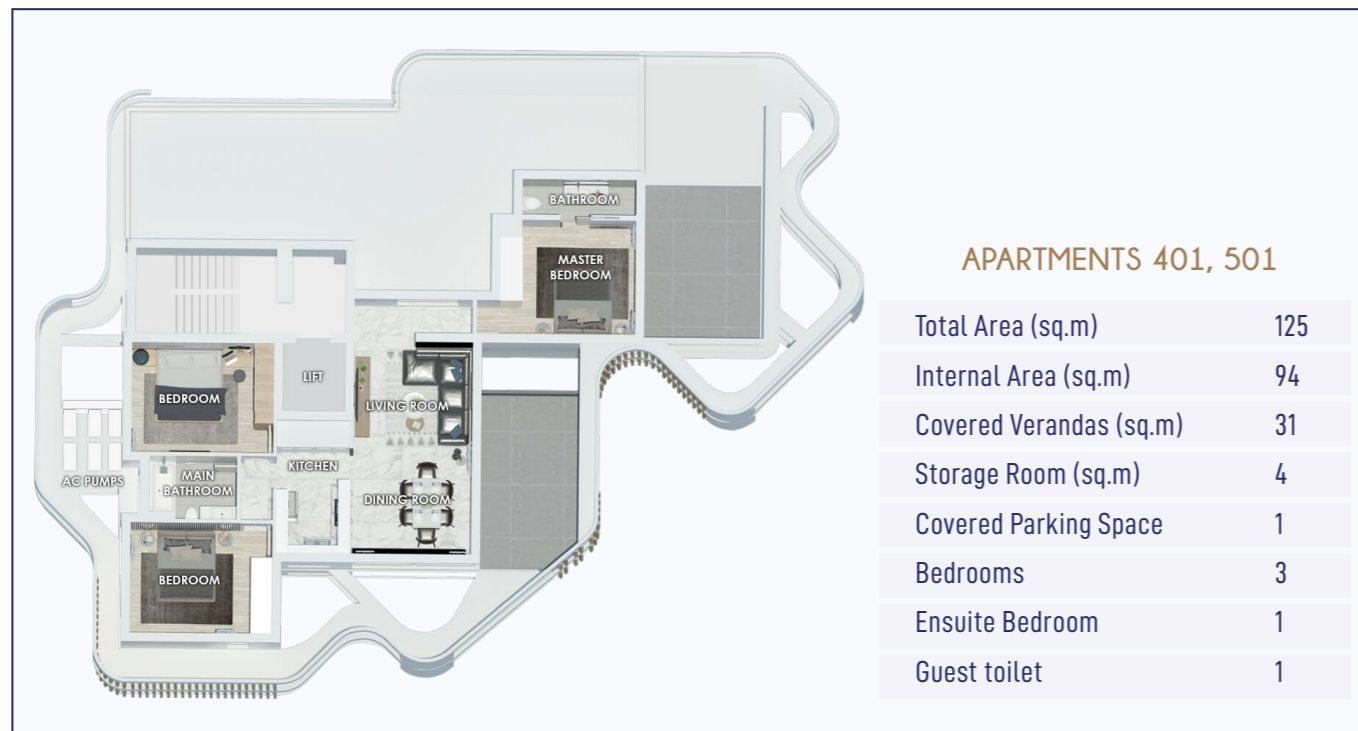 BATHROOM
MASTER
BEDROOM
LIFT
BEDROOM
LIVING ROOM
KITCHEN
MAIN
BATHROOM
AC PUMPS
DINING ROOM
BEDROOM
APARTMENTS 401, 501
Total Area (sq.m) 125
Internal Area (sq.m) 94
Covered Verandas (sq.m) 31
Storage Room (sq.m) 4
Covered Parking Space 1
Bedrooms 3
Ensuite Bedroom 1
Guest toilet 1